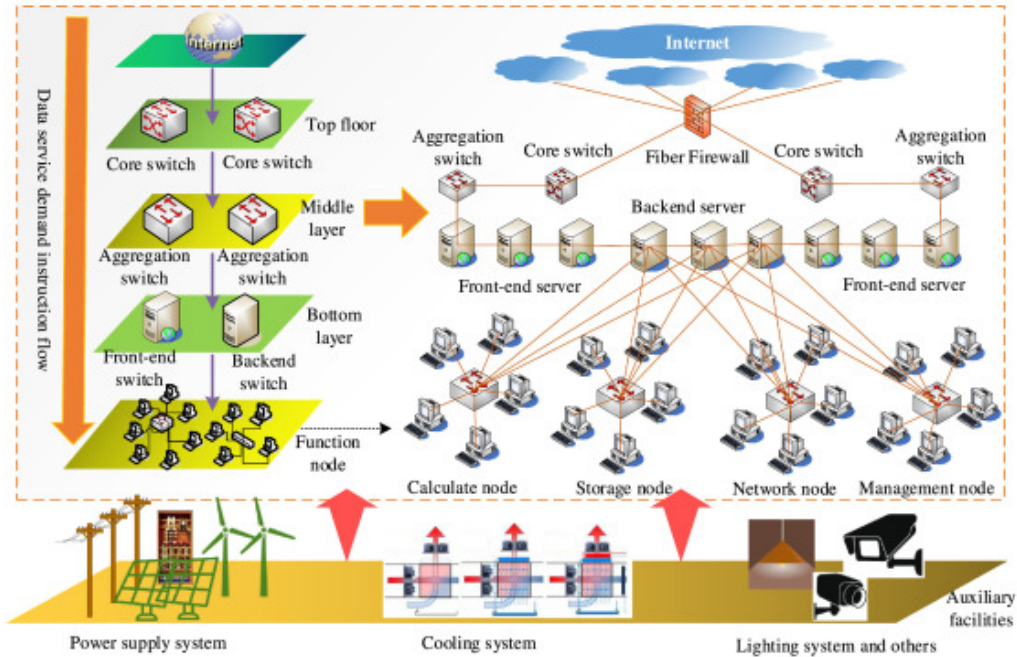 Data service demand instruction flow
Internet
Top floor
Core switch
Core switch
Middle
layer
Aggregation
switch
Aggregation
switch
Bottom
layer
Front-end
switch
Backend
switch
Function
node
Internet
Fiber Firewall
Aggregation
switch
Core switch
Core switch
Aggregation
switch
Backend server
Front-end server
Front-end server
Calculate node
Storage node
Network node
Management node
Auxiliary
facilities
Power supply system
Cooling system
Lighting system and others